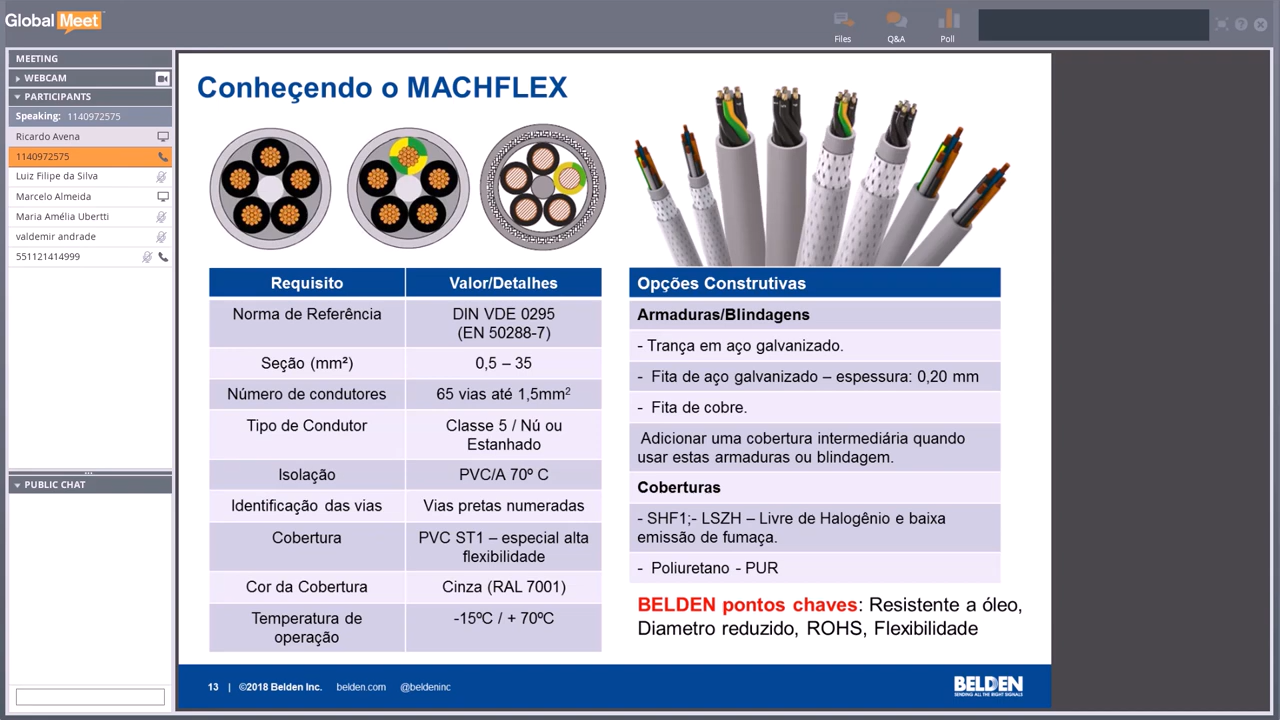 Global Meet
Files
Q&A
Poll
MEETING
WEBCAM
PARTICIPANTS
Speaking: 1140972575
Ricardo Avena
1140972575
Luiz Filipe da Silva
Marcelo Almeida
Maria Amélia Ubertti
valdemir andrade
551121414999
PUBLIC CHAT
Conheçendo o MACHFLEX
Requisito Valor/Detalhes
Norma de Referência DIN VDE 0295
(EN 50288-7)
Seção (mm²) 0,5 – 35
Número de condutores 65 vias até 1,5mm²
Tipo de Condutor Classe 5 / Nú ou
Estanhado
Isolação PVC/A 70º C
Identificação das vias Vias pretas numeradas
Cobertura PVC ST1 – especial alta
flexibilidade
Cor da Cobertura Cinza (RAL 7001)
Temperatura de
operação -15ºC / + 70ºC
Opções Construtivas
Armaduras/Blindagens
- Trança em aço galvanizado.
- Fita de aço galvanizado – espessura: 0,20 mm
- Fita de cobre.
Adicionar uma cobertura intermediária quando
usar estas armaduras ou blindagem.
Coberturas
- SHF1;- LSZH – Livre de Halogênio e baixa
emissão de fumaça.
- Poliuretano - PUR
BELDEN pontos chaves: Resistente a óleo,
Diametro reduzido, ROHS, Flexibilidade
13 | ©2018 Belden Inc. belden.com @beldeninc
BELDEN
SENDING ALL THE RIGHT SIGNALS